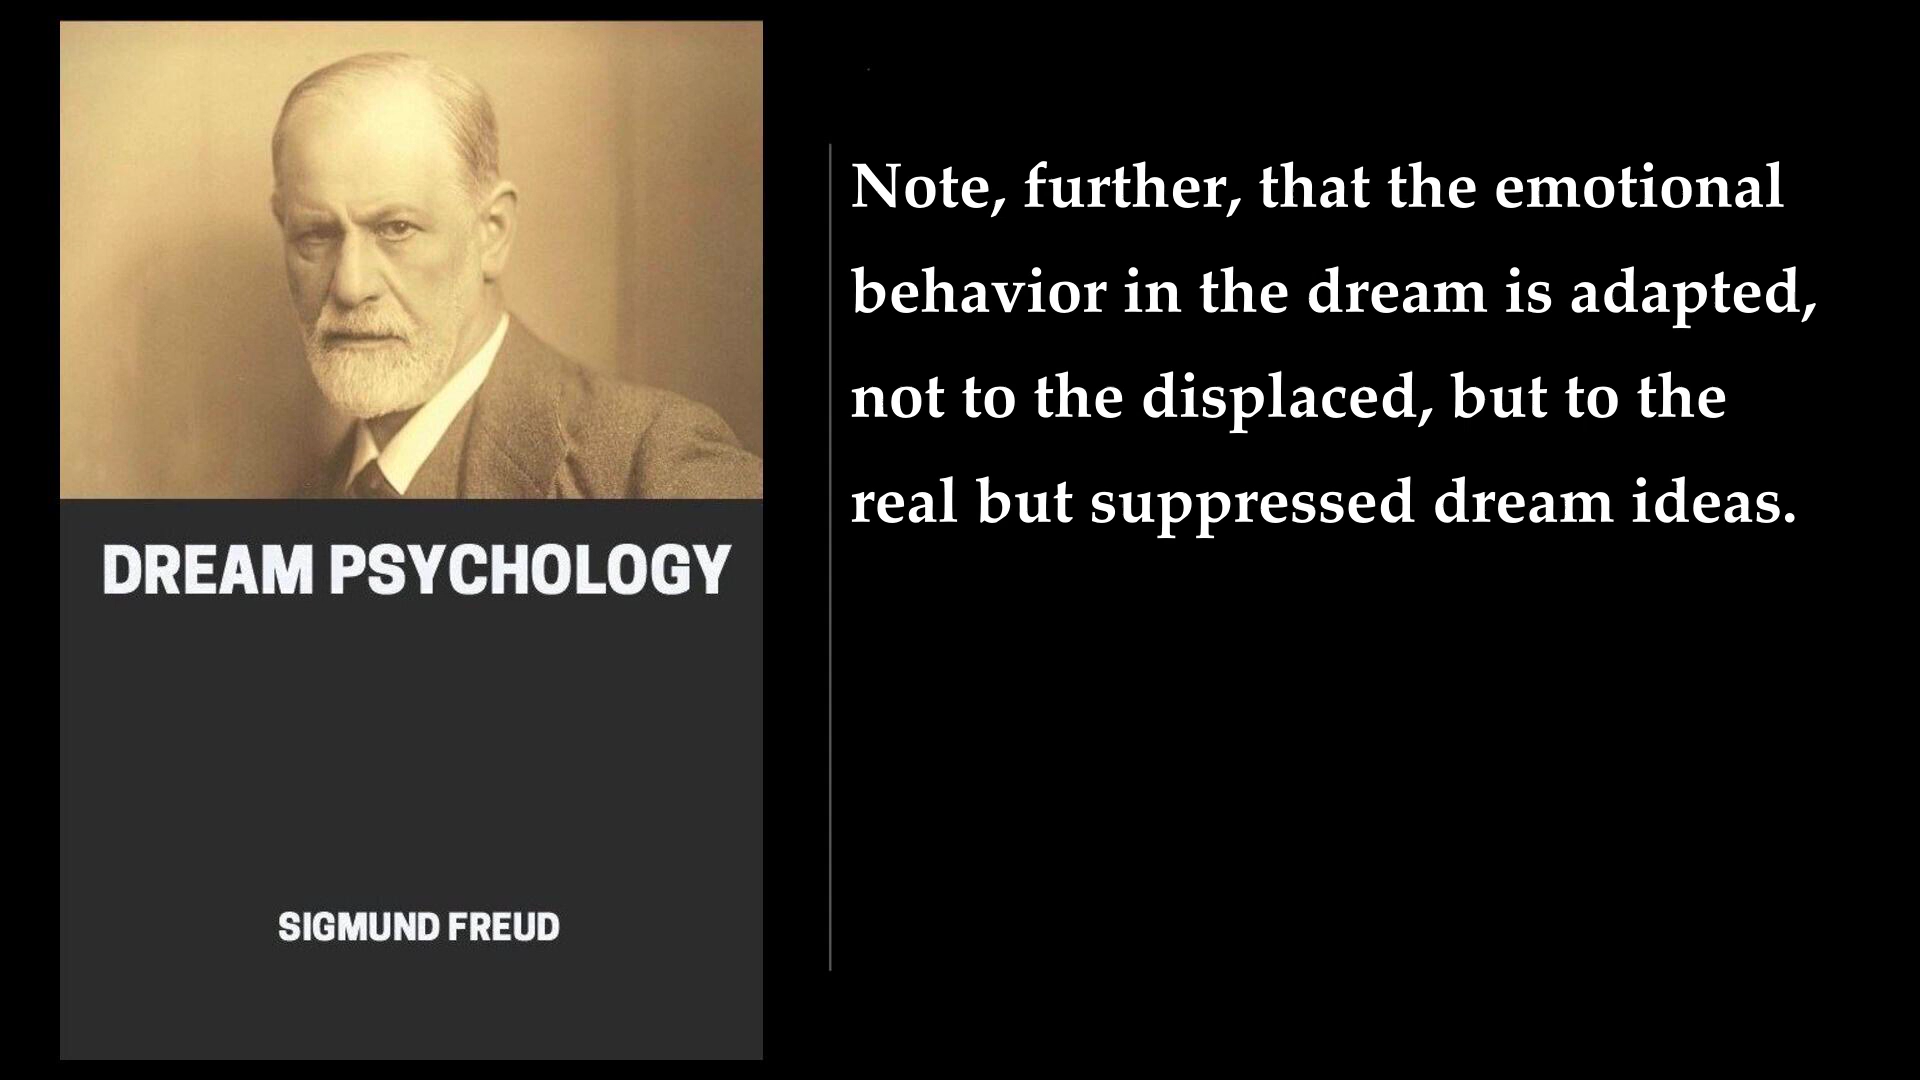 DREAM PSYCHOLOGY
SIGMUND FREUD
Note, further, that the emotional
behavior in the dream is adapted,
not to the displaced, but to the
real but suppressed dream ideas.